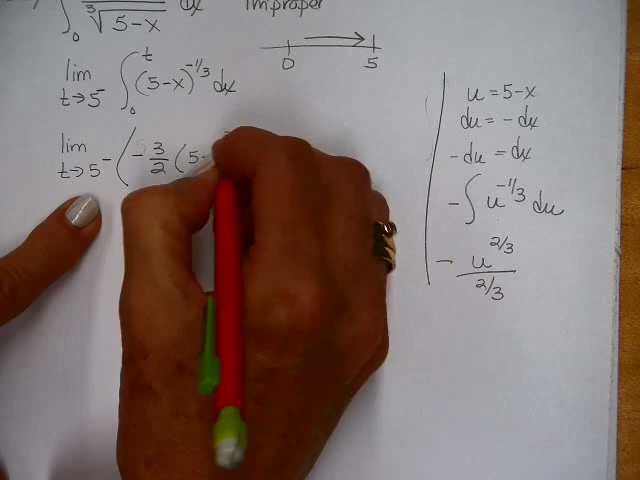 ∫₀ ∛(5-x) dx Improper
0 5
lim t→5⁻ ∫₀ᵗ (5-x)^(-1/3) dx
lim t→5⁻ (-3/2 (5-
u = 5-x
du = -dx
-du = dx
-∫ u^(-1/3) du
- u^(2/3) / (2/3)